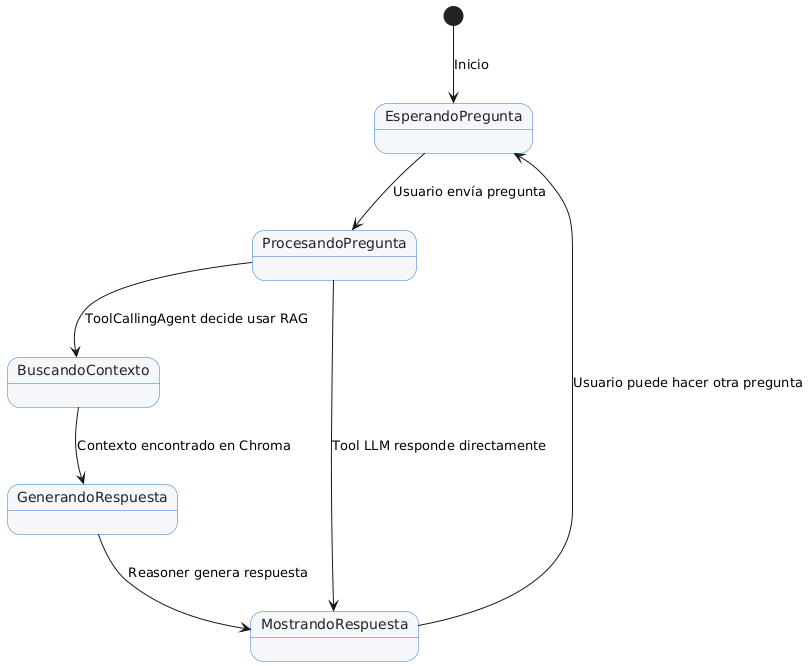 Inicio
EsperandoPregunta
Usuario envía pregunta
ProcesandoPregunta
ToolCallingAgent decide usar RAG
BuscandoContexto
Usuario puede hacer otra pregunta
Contexto encontrado en Chroma
Tool LLM responde directamente
GenerandoRespuesta
Reasoner genera respuesta
MostrandoRespuesta